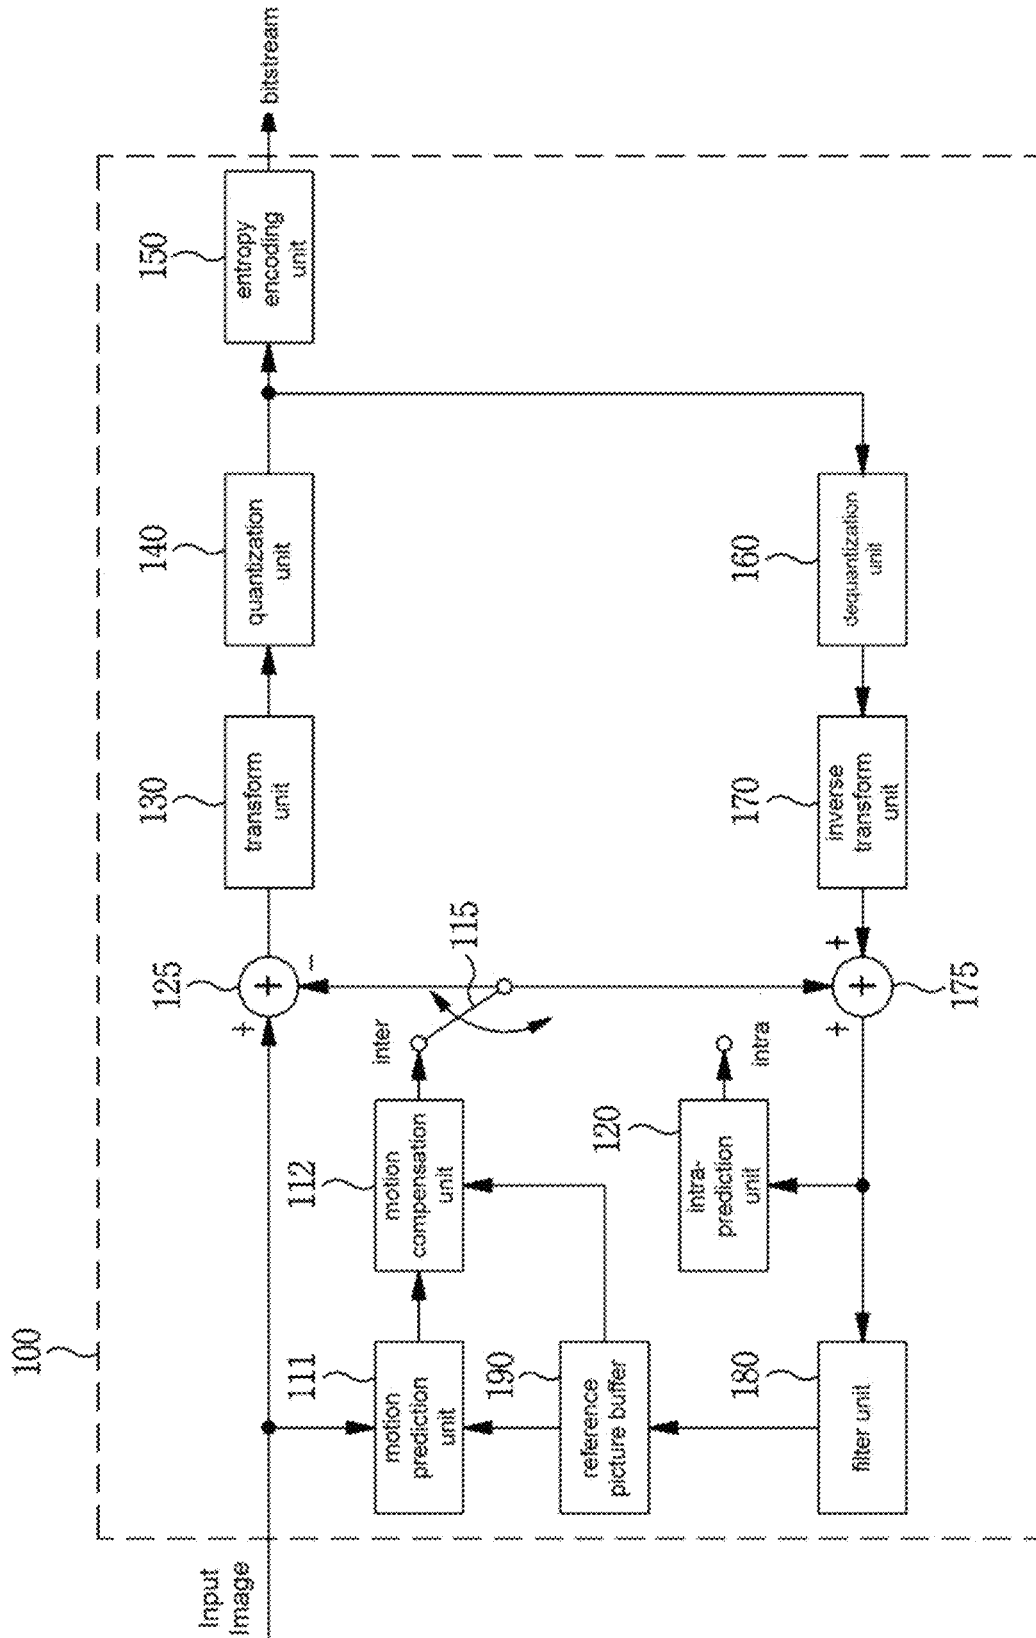 100
Input
Image
+
125
+
-
130
transform
unit
140
quantization
unit
150
entropy
encoding
unit
bitstream
111
motion
prediction
unit
112
motion
compensation
unit
inter
115
190
reference
picture buffer
120
intra-
prediction
unit
intra
180
filter unit
+
+
+
175
170
inverse
transform
unit
160
dequantization
unit